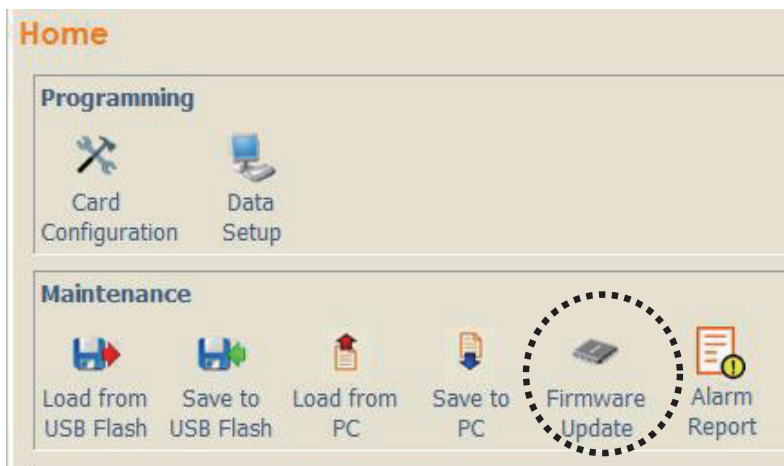 Home
Programming
Card
Configuration
Data
Setup
Maintenance
Load from
USB Flash
Save to
USB Flash
Load from
PC
Save to
PC
Firmware
Update
Alarm
Report